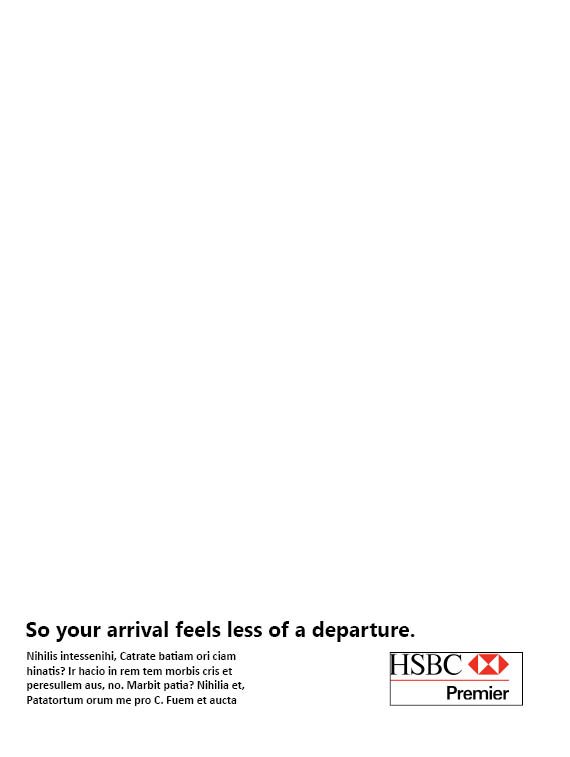 So your arrival feels less of a departure.
Nihilis intessenihi, Catrate batiam ori ciam
hinatis? Ir hacio in rem tem morbis cris et
peresullem aus, no. Marbit patia? Nihilia et,
Patatortum orum me pro C. Fuem et aucta
HSBC
Premier